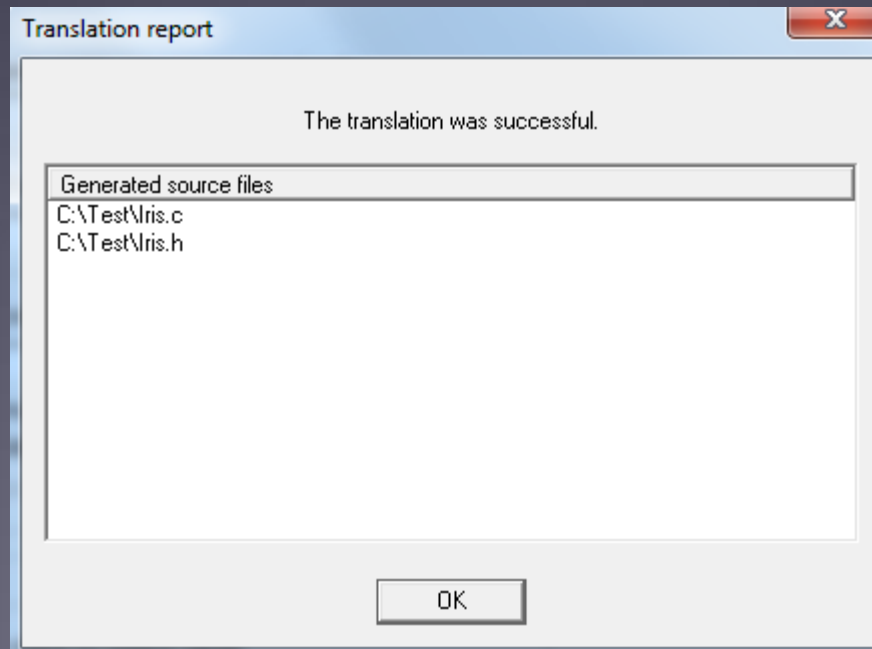 Translation report
The translation was successful.
Generated source files
C:\Test\Iris.c
C:\Test\Iris.h
OK